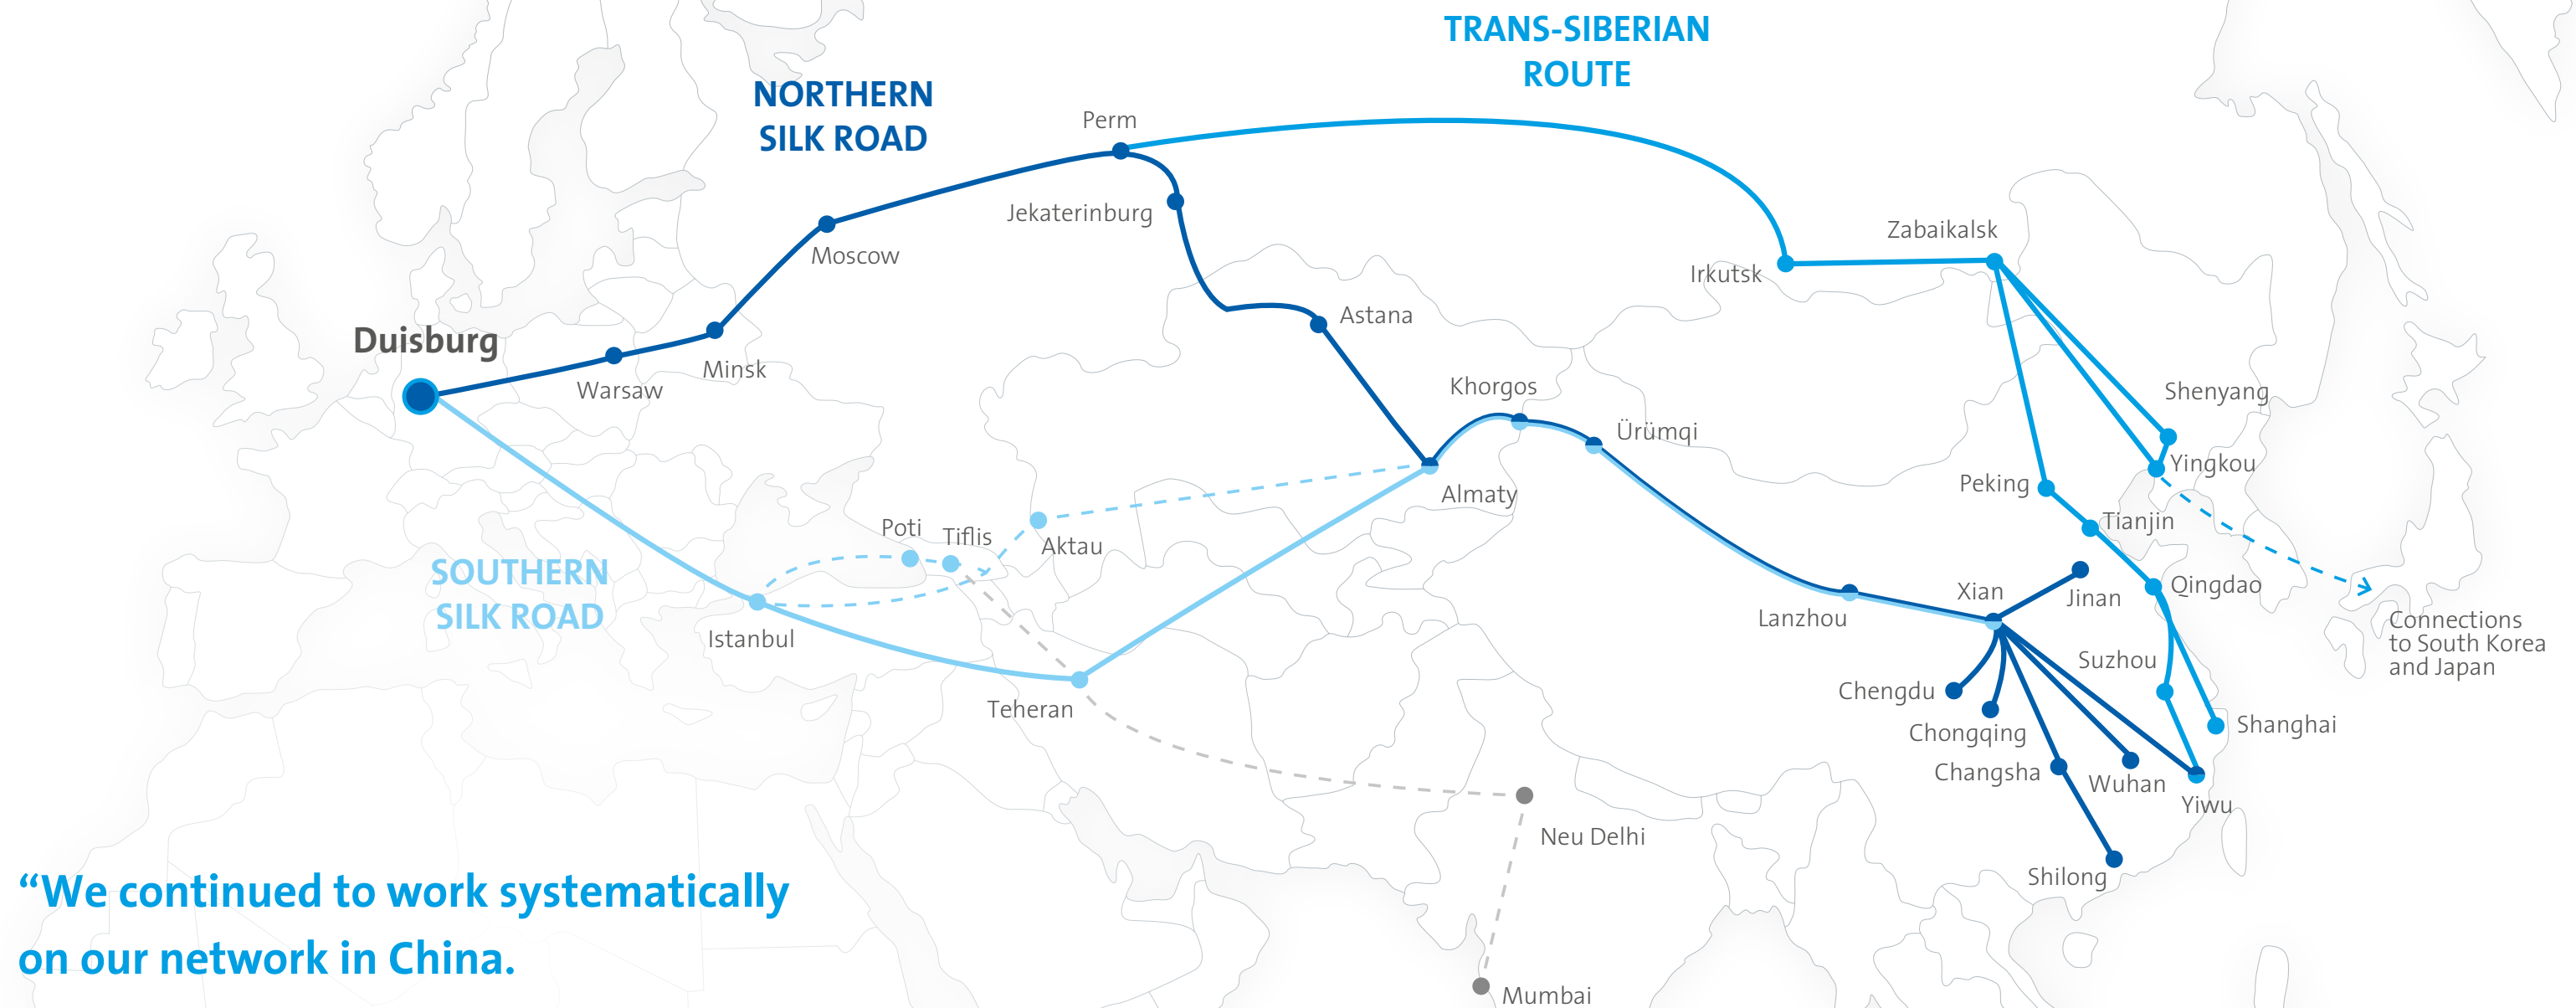 TRANS-SIBERIAN
ROUTE
NORTHERN
SILK ROAD
Perm
Jekaterinburg
Moscow
Zabaikalsk
Irkutsk
Astana
Duisburg
Minsk
Warsaw
Khorgos
Shenyang
Ürümqi
Yingkou
Peking
Almaty
Tianjin
Poti
Tiflis
Aktau
SOUTHERN
SILK ROAD
Qingdao
Xian
Jinan
Lanzhou
Connections
to South Korea
and Japan
Istanbul
Suzhou
Chengdu
Teheran
Shanghai
Chongqing
Changsha
Wuhan
Yiwu
Neu Delhi
Shilong
“We continued to work systematically
on our network in China.
Mumbai